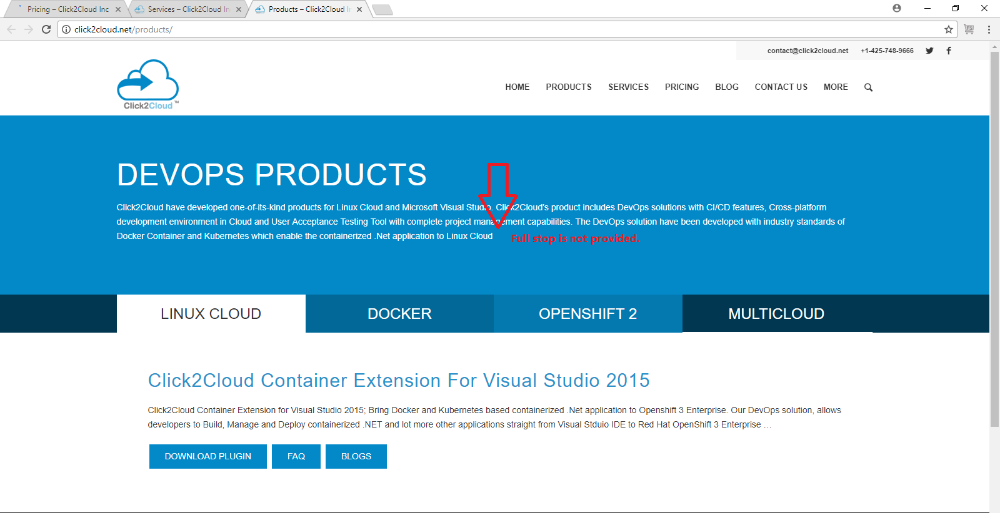 Pricing – Click2Cloud Inc
Services – Click2Cloud In
Products – Click2Cloud In
click2cloud.net/products/
contact@click2cloud.net +1-425-748-9666
Click2Cloud™
HOME PRODUCTS SERVICES PRICING BLOG CONTACT US MORE
DEVOPS PRODUCTS
Click2Cloud have developed one-of-its-kind products for Linux Cloud and Microsoft Visual Studio. Click2Cloud's product includes DevOps solutions with CI/CD features, Cross-platform
development environment in Cloud and User Acceptance Testing Tool with complete project management capabilities. The DevOps solution have been developed with industry standards of
Docker Container and Kubernetes which enable the containerized .Net application to Linux Cloud
Full stop is not provided.
LINUX CLOUD DOCKER OPENSHIFT 2 MULTICLOUD
Click2Cloud Container Extension For Visual Studio 2015
Click2Cloud Container Extension for Visual Studio 2015; Bring Docker and Kubernetes based containerized .Net application to Openshift 3 Enterprise. Our DevOps solution, allows
developers to Build, Manage and Deploy containerized .NET and lot more other applications straight from Visual Stduio IDE to Red Hat OpenShift 3 Enterprise …
DOWNLOAD PLUGIN FAQ BLOGS